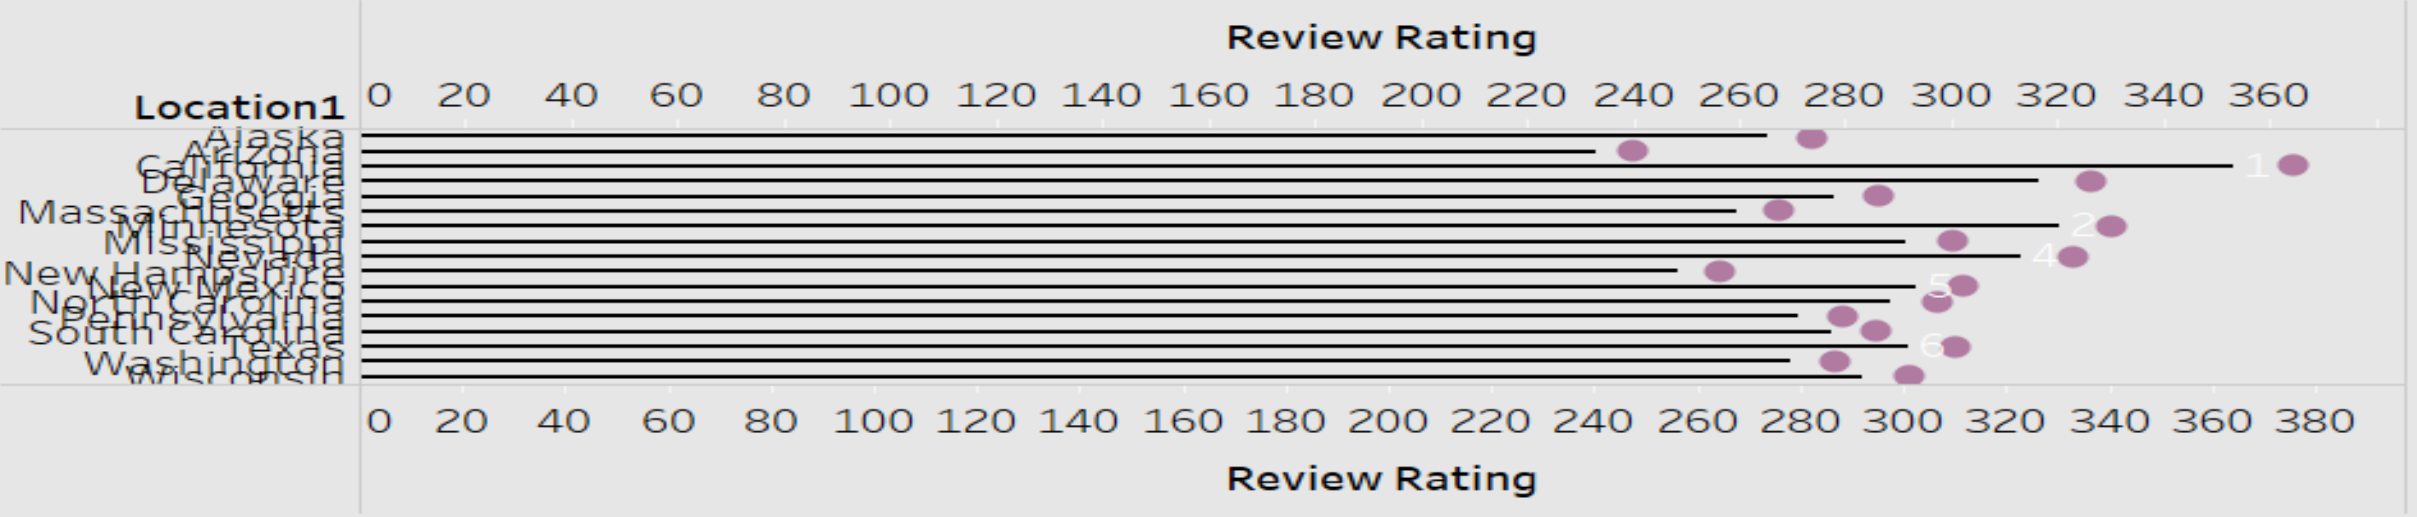 Review Rating
0 20 40 60 80 100 120 140 160 180 200 220 240 260 280 300 320 340 360
Location1
Alaska
Arizona
California
1
Delaware
Georgia
Massachusetts
Minnesota
2
Mississippi
Nevada
4
New Hampshire
New Mexico
5
North Carolina
Pennsylvania
South Carolina
Texas
6
Washington
Wisconsin
0 20 40 60 80 100 120 140 160 180 200 220 240 260 280 300 320 340 360 380
Review Rating